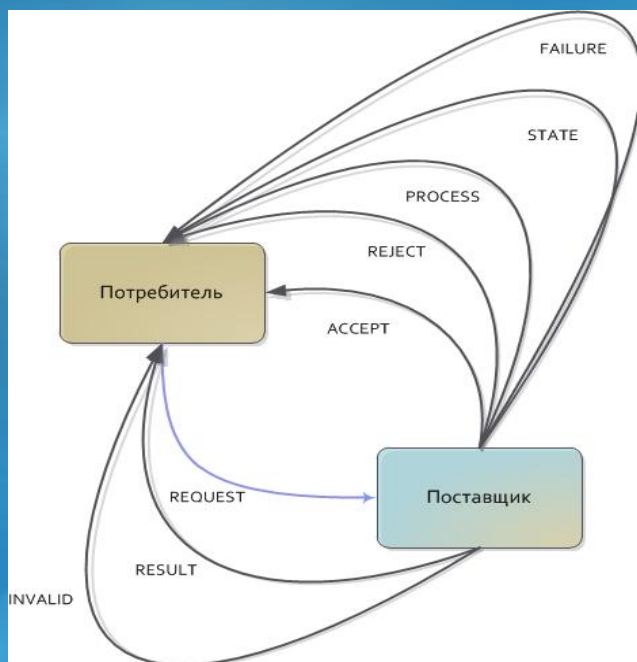 FAILURE
STATE
PROCESS
REJECT
Потребитель
ACCEPT
REQUEST
Поставщик
RESULT
INVALID